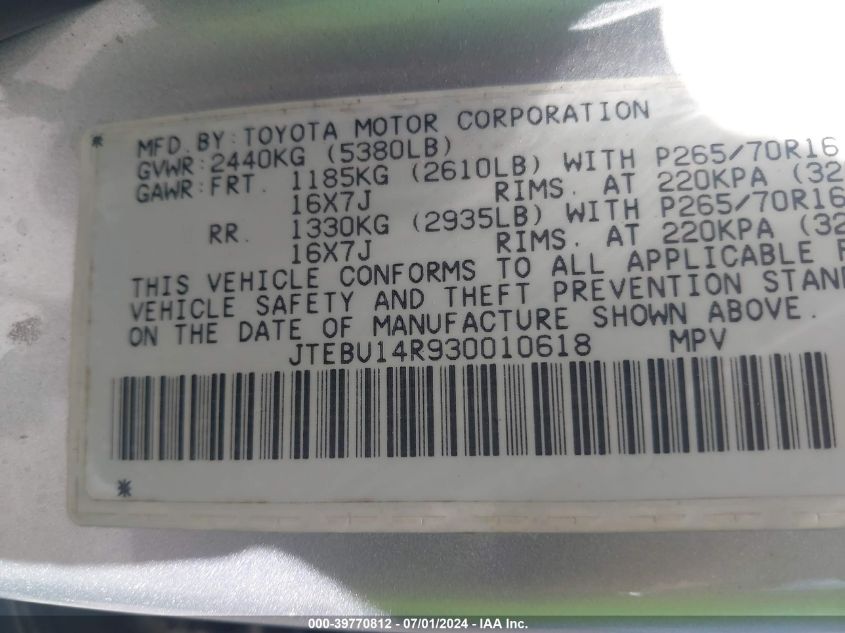 * MFD. BY: TOYOTA MOTOR CORPORATION
GVWR: 2440KG (5380LB)
GAWR: FRT. 1185KG (2610LB) WITH P265/70R16
16X7J RIMS. AT 220KPA (32
RR. 1330KG (2935LB) WITH P265/70R16
16X7J RIMS. AT 220KPA (32
THIS VEHICLE CONFORMS TO ALL APPLICABLE F
VEHICLE SAFETY AND THEFT PREVENTION STAN
ON THE DATE OF MANUFACTURE SHOWN ABOVE.
JTEBU14R930010618 MPV
*
000-39770812 - 07/01/2024 - IAA Inc.